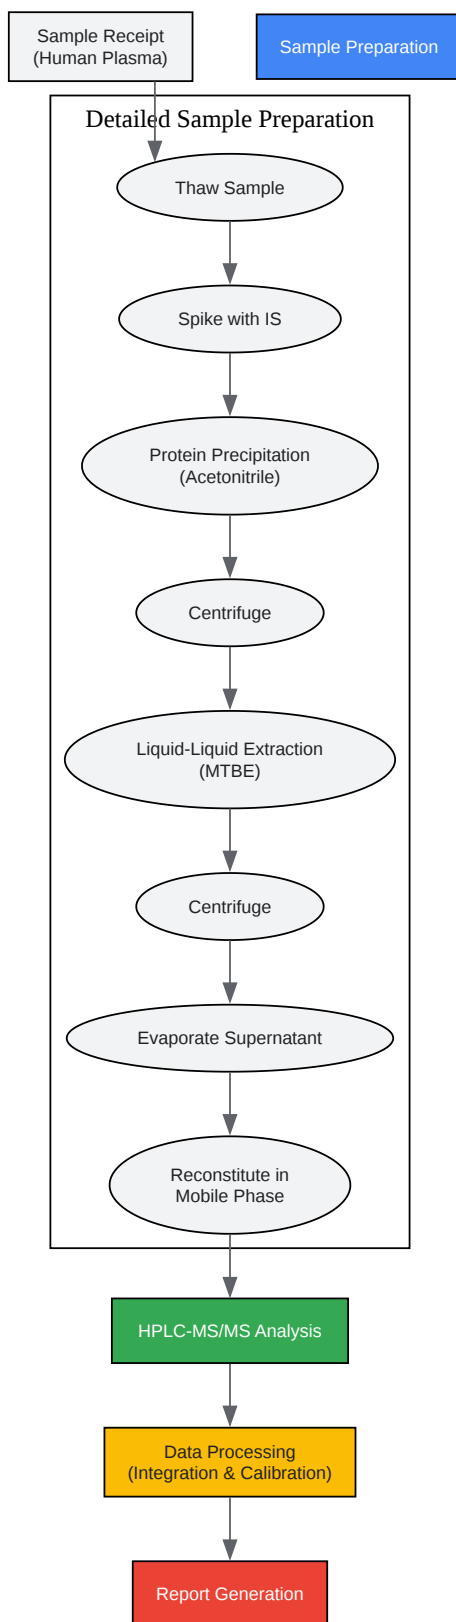 Sample Receipt
(Human Plasma)
Sample Preparation
Detailed Sample Preparation
Thaw Sample
Spike with IS
Protein Precipitation
(Acetonitrile)
Centrifuge
Liquid-Liquid Extraction
(MTBE)
Centrifuge
Evaporate Supernatant
Reconstitute in
Mobile Phase
HPLC-MS/MS Analysis
Data Processing
(Integration & Calibration)
Report Generation